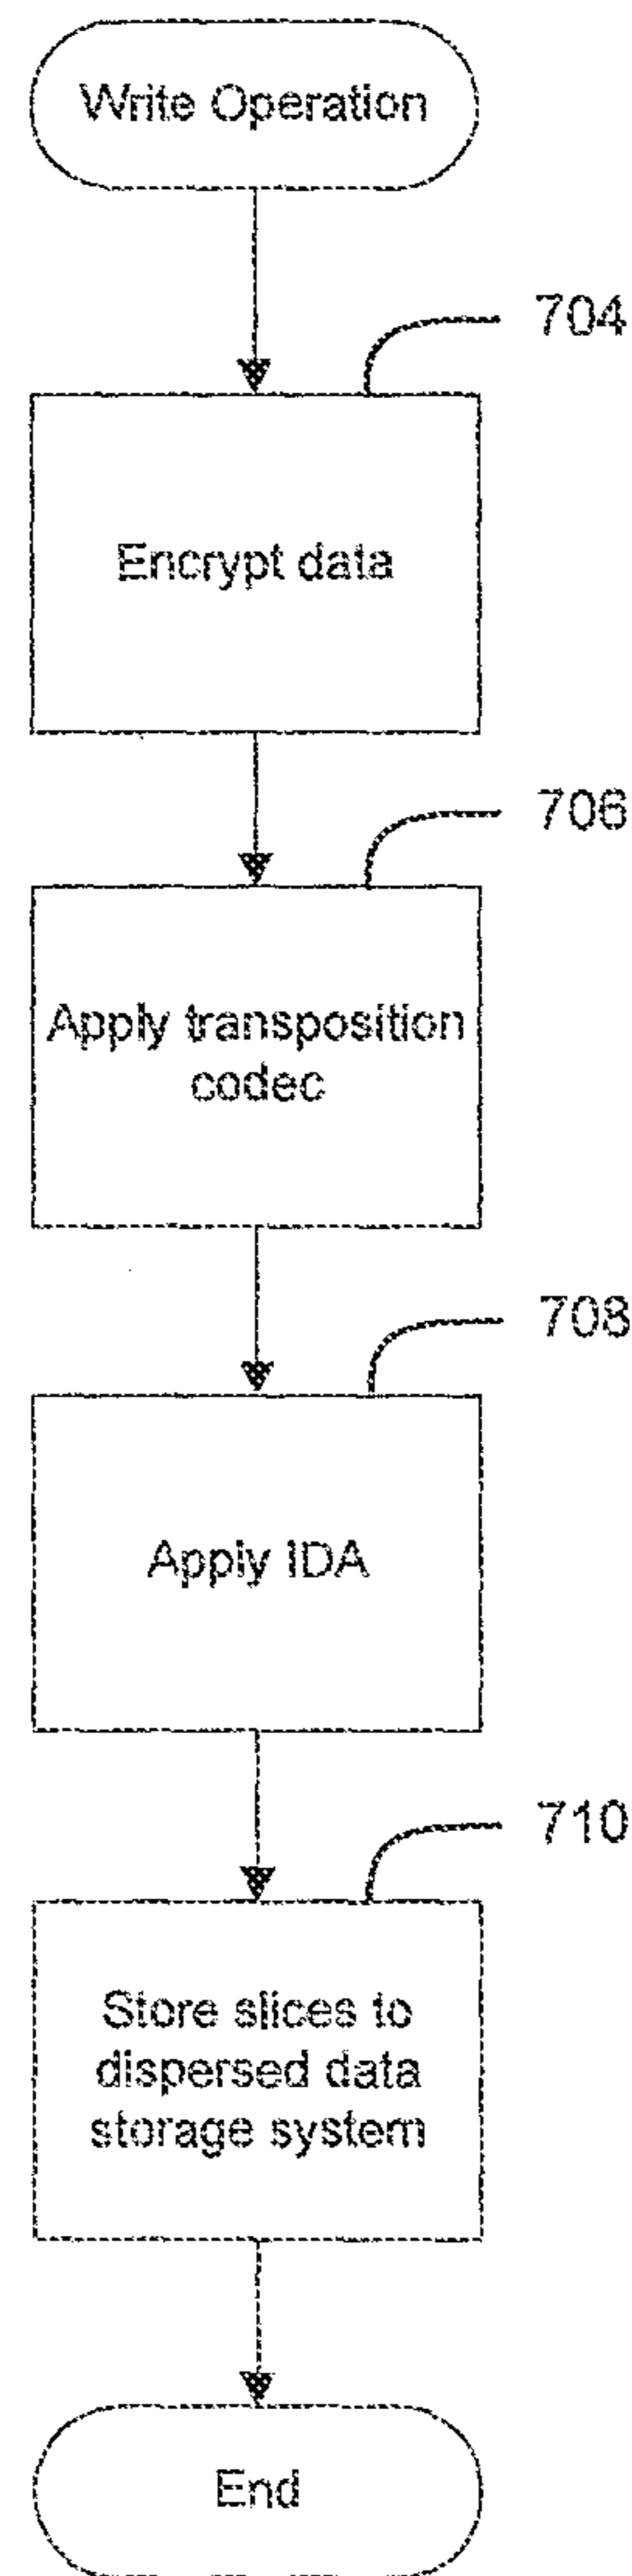 Write Operation
704
Encrypt data
706
Apply transposition
codec
708
Apply IDA
710
Store slices to
dispersed data
storage system
End